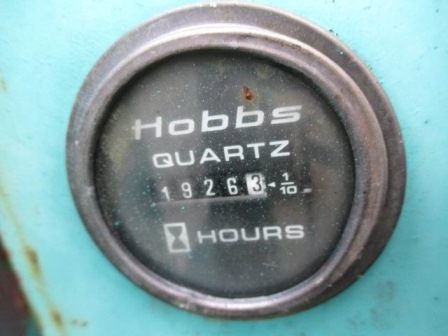 Hobbs
QUARTZ
19263 ◄ 1/10
HOURS